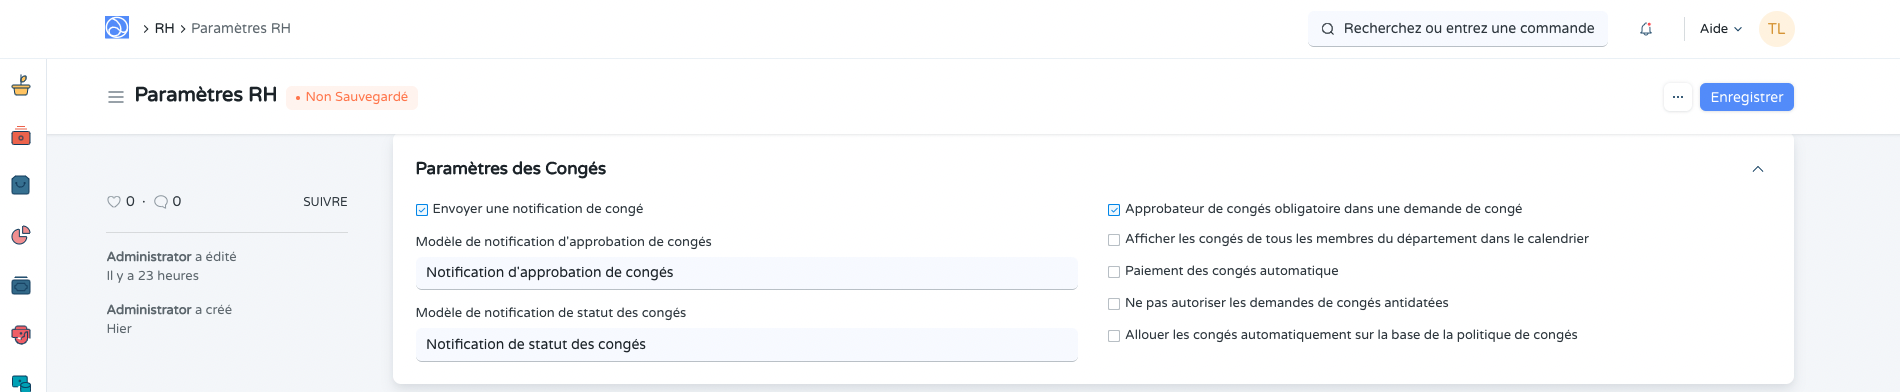 RH > Paramètres RH
Recherchez ou entrez une commande
Aide
TL
Paramètres RH
• Non Sauvegardé
···
Enregistrer
0 · 0
SUIVRE
Administrator a édité
Il y a 23 heures
Administrator a créé
Hier
Paramètres des Congés
Envoyer une notification de congé
Modèle de notification d'approbation de congés
Notification d'approbation de congés
Modèle de notification de statut des congés
Notification de statut des congés
Approbateur de congés obligatoire dans une demande de congé
Afficher les congés de tous les membres du département dans le calendrier
Paiement des congés automatique
Ne pas autoriser les demandes de congés antidatées
Allouer les congés automatiquement sur la base de la politique de congés